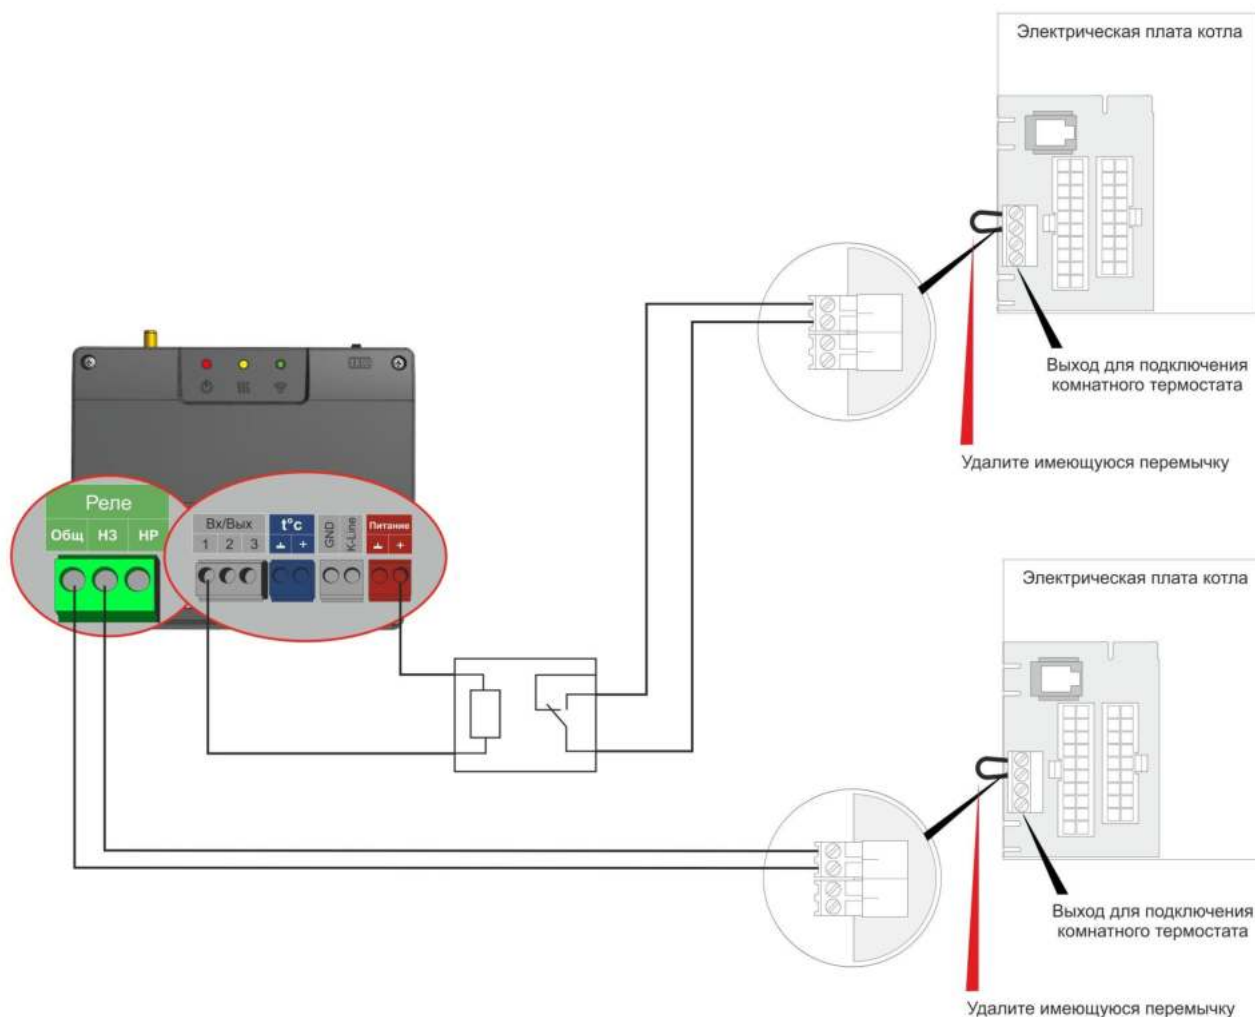 Электрическая плата котла
Выход для подключения
комнатного термостата
Удалите имеющуюся перемычку
Реле
Общ НЗ НР
Вх/Вых
1 2 3
t°c
+
GND
K-Line
Питание
+
Электрическая плата котла
Выход для подключения
комнатного термостата
Удалите имеющуюся перемычку